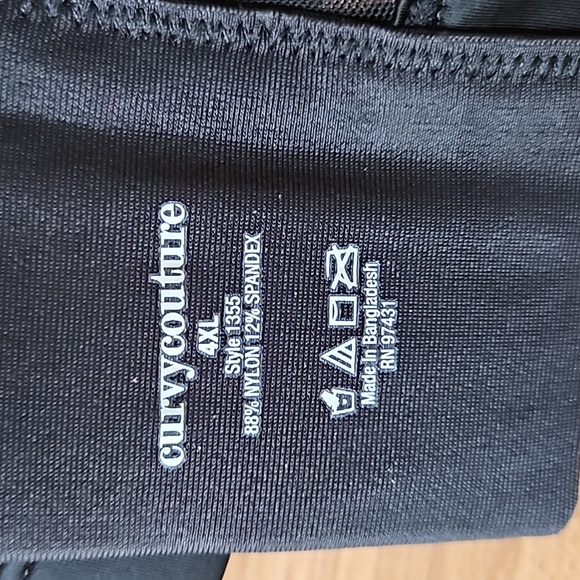 curvycouture
4XL
Style 1355
88% NYLON 12% SPANDEX
Made In Bangladesh
RN 97431